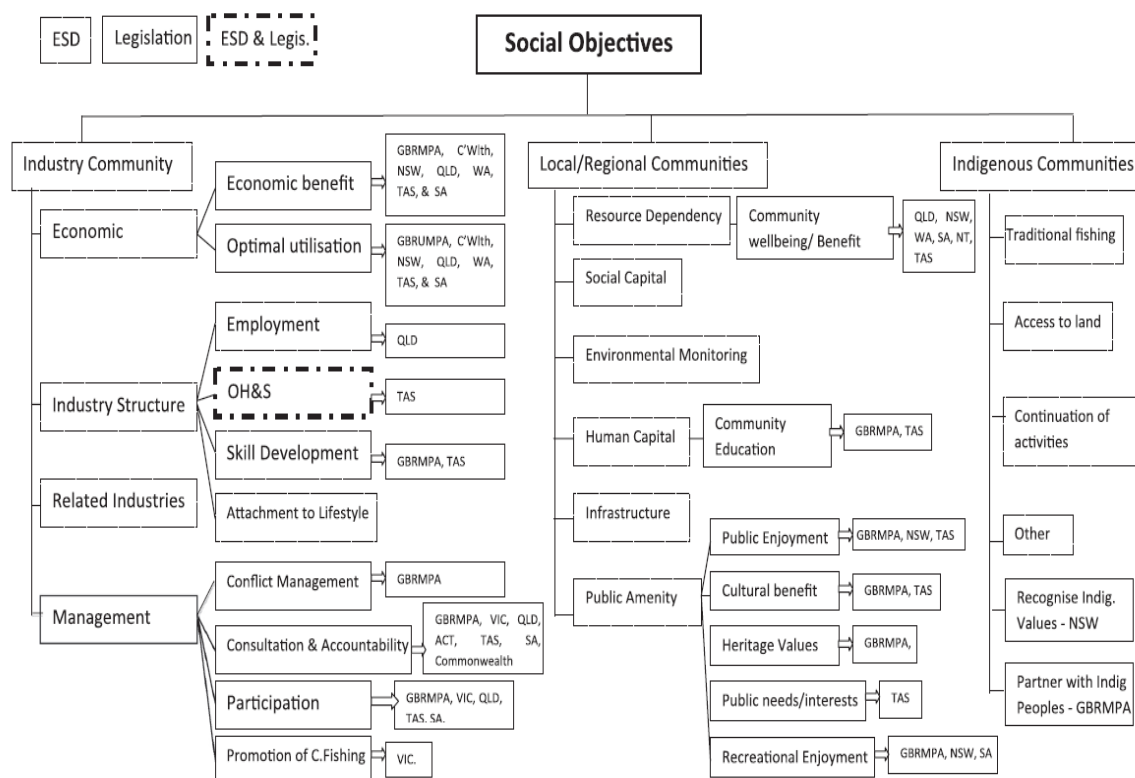 ESD
Legislation
ESD & Legis.
Social Objectives
Industry Community
Economic
Economic benefit
GBRMPA, C'Wlth,
NSW, QLD, WA,
TAS, & SA
Optimal utilisation
GBRUMPA, C'Wlth,
NSW, QLD, WA,
TAS, & SA
Industry Structure
Employment
QLD
OH&S
TAS
Skill Development
GBRMPA, TAS
Attachment to Lifestyle
Related Industries
Management
Conflict Management
GBRMPA
Consultation & Accountability
GBRMPA, VIC, QLD,
ACT, TAS, SA,
Commonwealth
Participation
GBRMPA, VIC, QLD,
TAS. SA.
Promotion of C.Fishing
VIC.
Local/Regional Communities
Resource Dependency
Community
wellbeing/ Benefit
QLD, NSW,
WA, SA, NT,
TAS
Social Capital
Environmental Monitoring
Human Capital
Community
Education
GBRMPA, TAS
Infrastructure
Public Amenity
Public Enjoyment
GBRMPA, NSW, TAS
Cultural benefit
GBRMPA, TAS
Heritage Values
GBRMPA,
Public needs/interests
TAS
Recreational Enjoyment
GBRMPA, NSW, SA
Indigenous Communities
Traditional fishing
Access to land
Continuation of
activities
Other
Recognise Indig.
Values - NSW
Partner with Indig
Peoples - GBRMPA